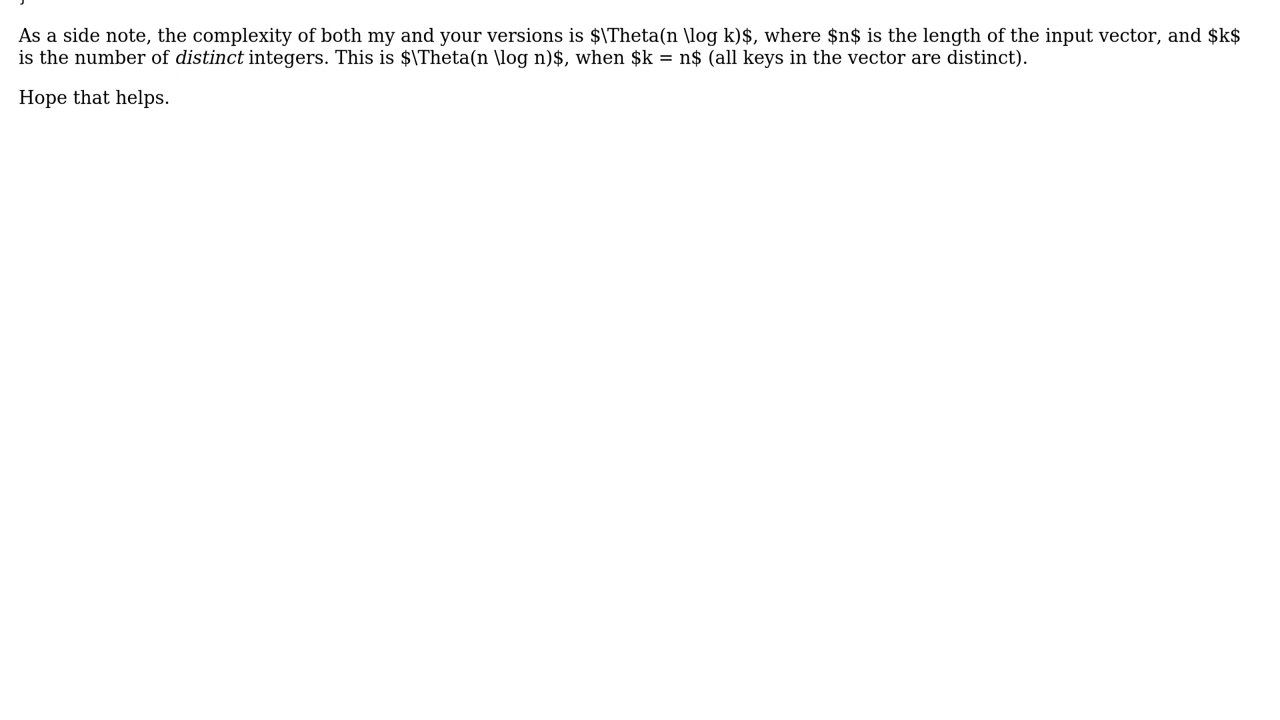 As a side note, the complexity of both my and your versions is $\Theta(n \log k)$, where $n$ is the length of the input vector, and $k$
is the number of distinct integers. This is $\Theta(n \log n)$, when $k = n$ (all keys in the vector are distinct).
Hope that helps.